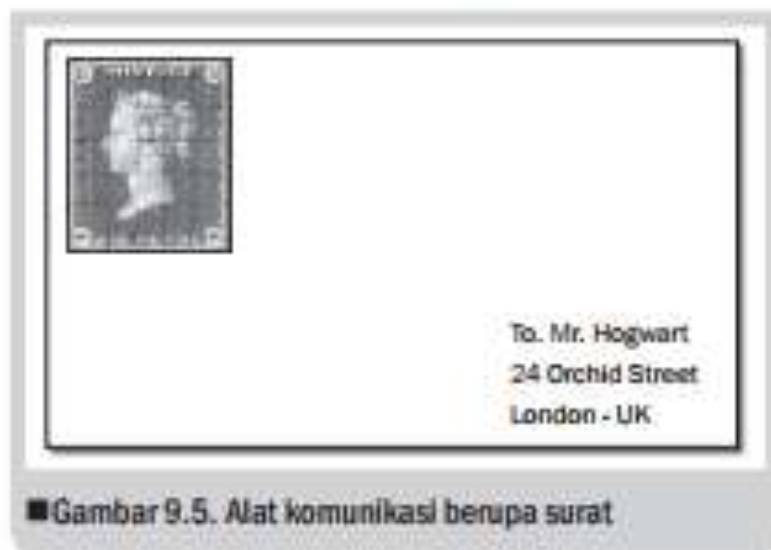 To. Mr. Hogwart
24 Orchid Street
London - UK
■Gambar 9.5. Alat komunikasi berupa surat